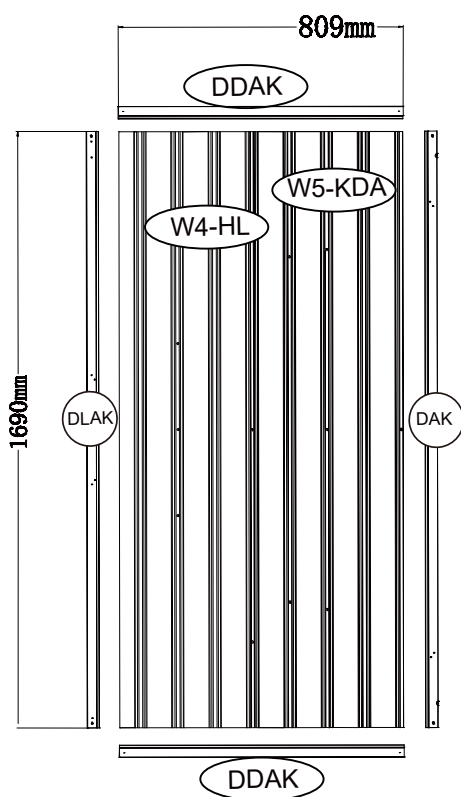 809mm
DDAK
W5-KDA
W4-HL
1690mm
DLAK
DAK
DDAK